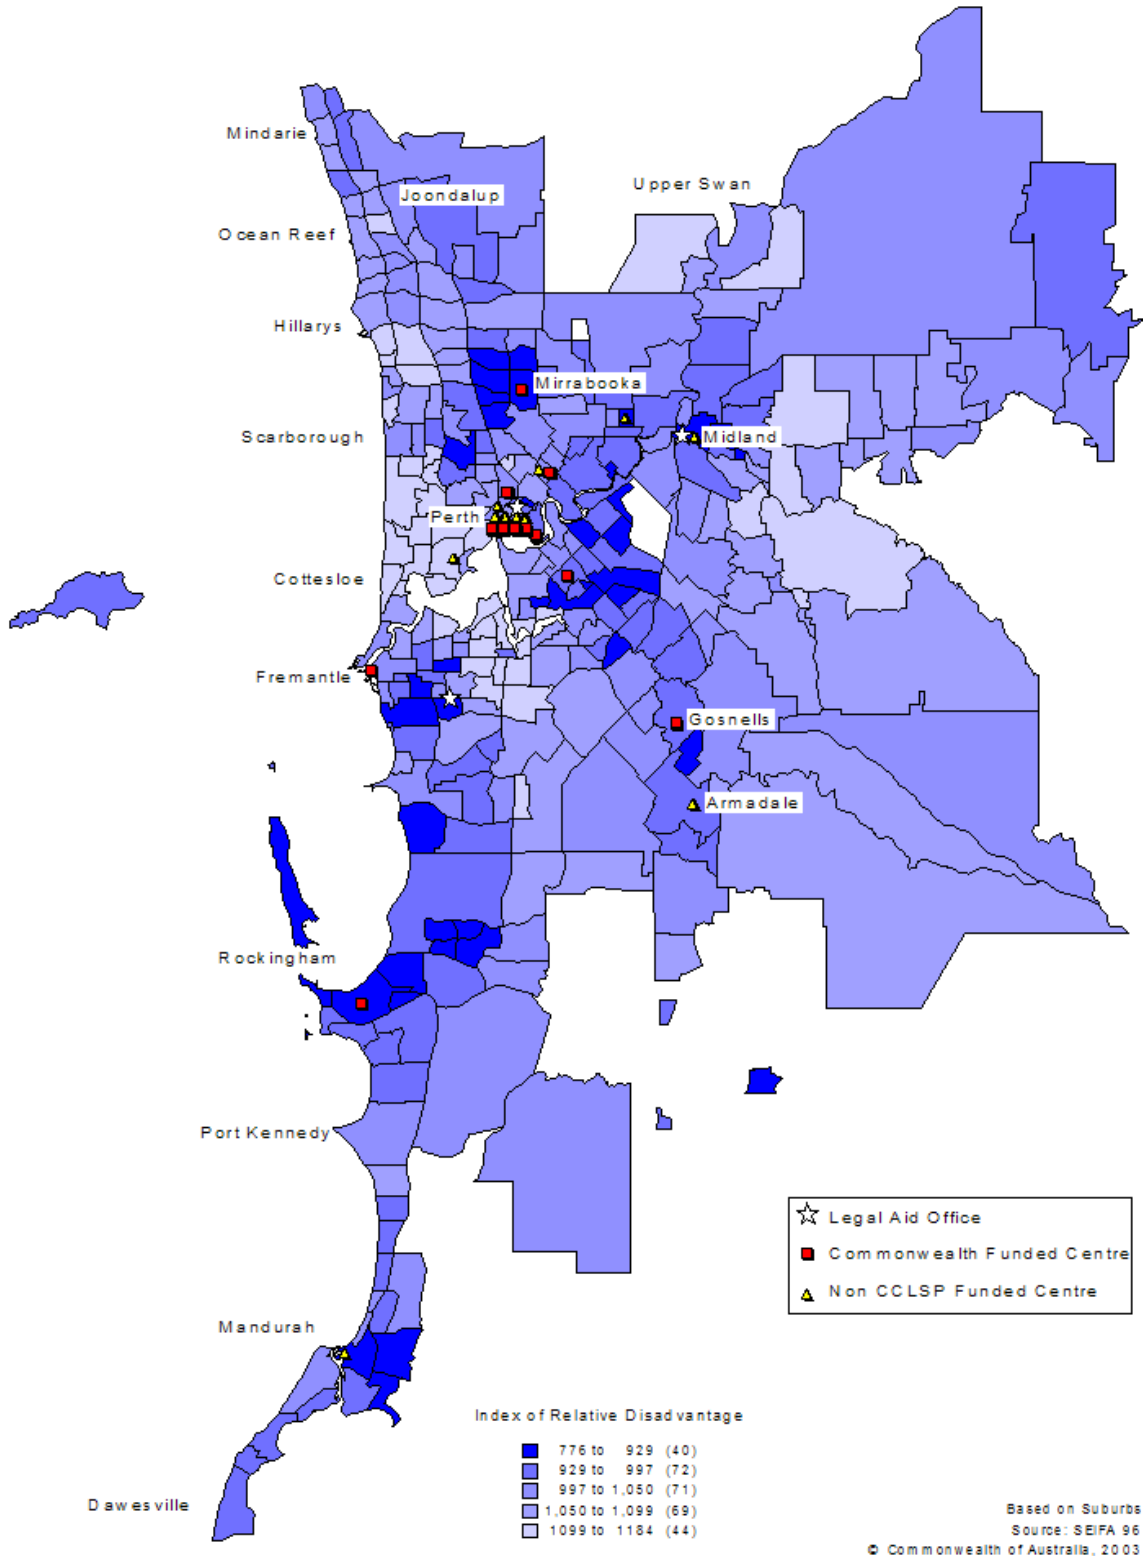 Mindarie
Joondalup
Upper Swan
Ocean Reef
Hillarys
Mirrabooka
Scarborough
Midland
Perth
Cottesloe
Fremantle
Gosnells
Armadale
Rockingham
Port Kennedy
Legal Aid Office
Commonwealth Funded Centre
Non CCLSP Funded Centre
Mandurah
Index of Relative Disadvantage
776 to 929 (40)
929 to 997 (72)
997 to 1,050 (71)
1,050 to 1,099 (69)
1099 to 1184 (44)
Dawesville
Based on Suburbs
Source: SEIFA 96
© Commonwealth of Australia, 2003